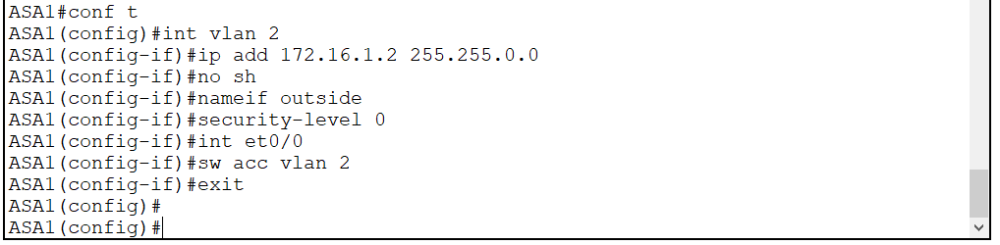 ASA1#conf t
ASA1(config)#int vlan 2
ASA1(config-if)#ip add 172.16.1.2 255.255.0.0
ASA1(config-if)#no sh
ASA1(config-if)#nameif outside
ASA1(config-if)#security-level 0
ASA1(config-if)#int et0/0
ASA1(config-if)#sw acc vlan 2
ASA1(config-if)#exit
ASA1(config)#
ASA1(config)#